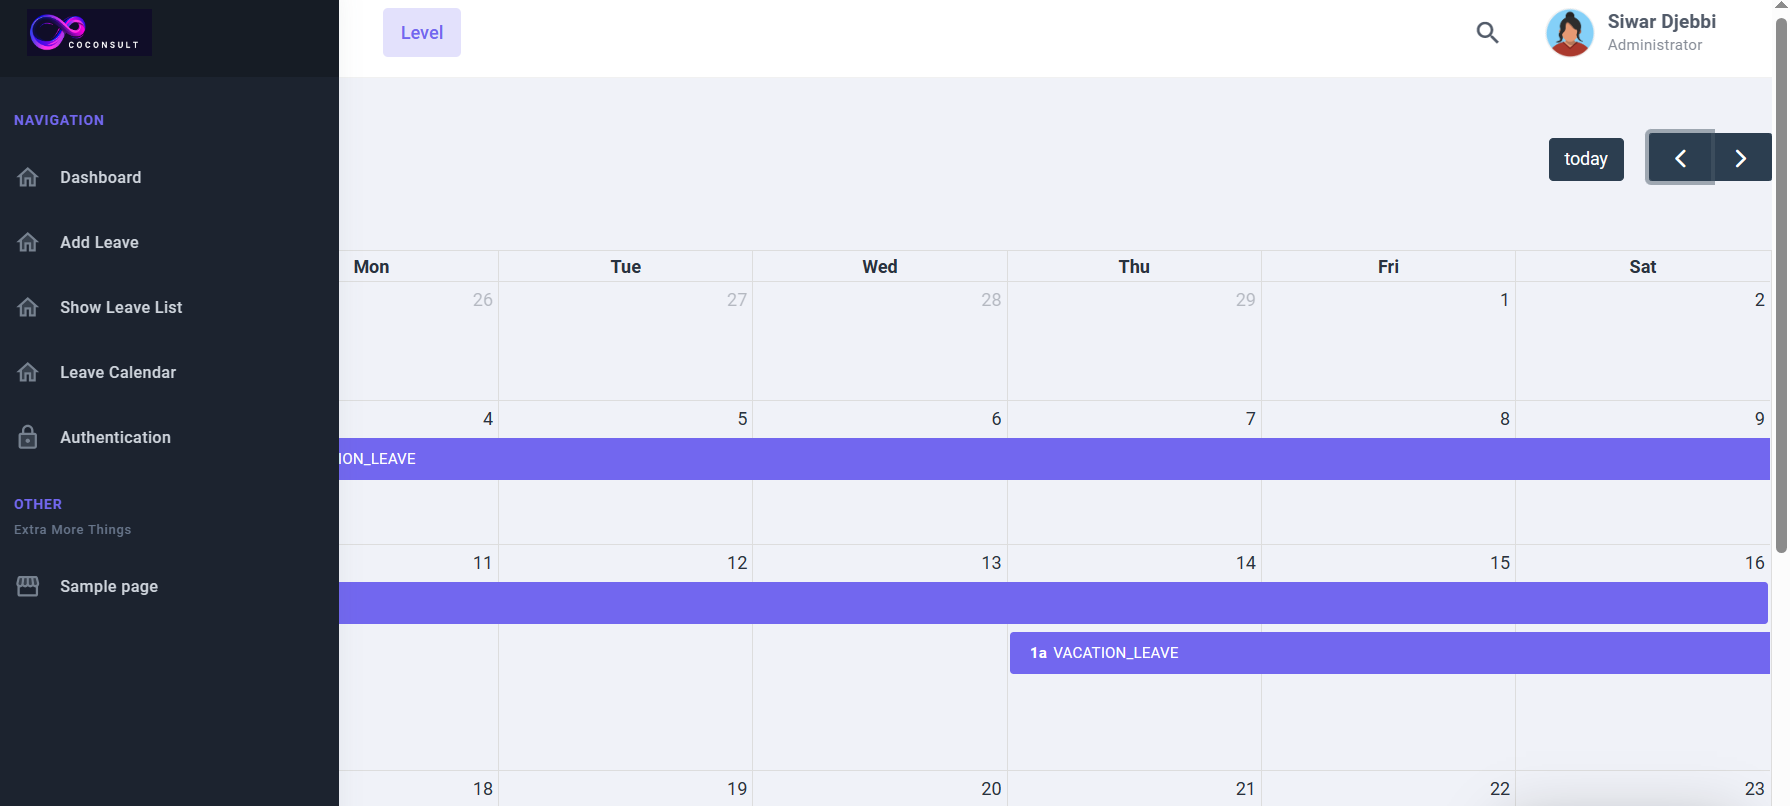 COCONSULT
Level
Siwar Djebbi
Administrator
NAVIGATION
Dashboard
Add Leave
Show Leave List
Leave Calendar
Authentication
OTHER
Extra More Things
Sample page
today
Mon Tue Wed Thu Fri Sat
26 27 28 29 1 2
4 5 6 7 8 9
ION_LEAVE
11 12 13 14 15 16
1a VACATION_LEAVE
18 19 20 21 22 23